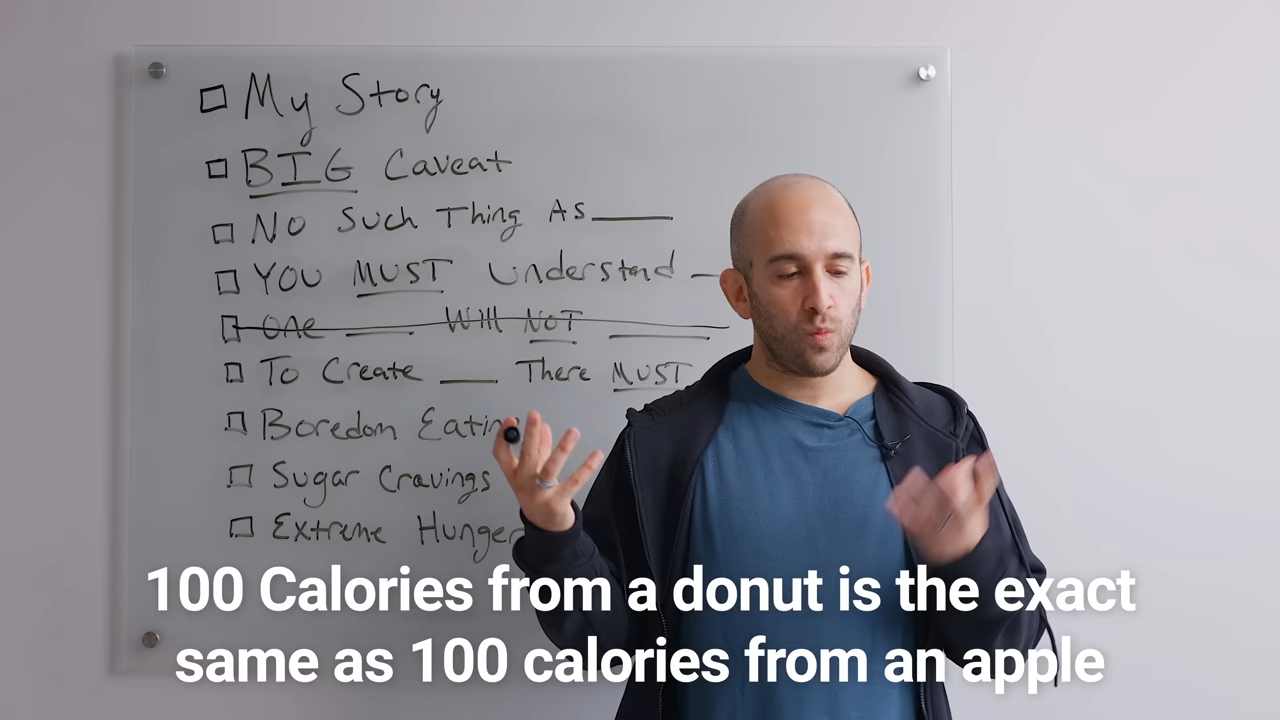 My Story
BIG Caveat
No Such Thing As
YOU MUST Understand
One Will NOT
To Create There MUST
Boredom Eating
Sugar Cravings
Extreme Hunger
100 Calories from a donut is the exact
same as 100 calories from an apple